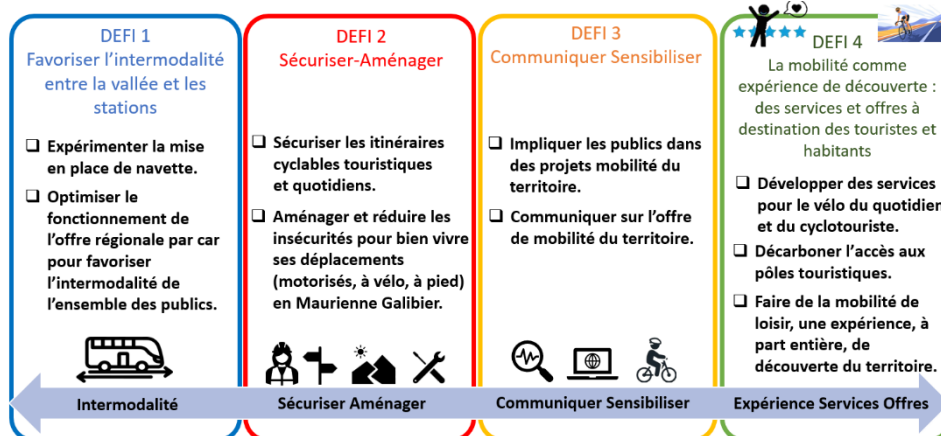 DEFI 1
Favoriser l'intermodalité
entre la vallée et les
stations
❑ Expérimenter la mise
en place de navette.
❑ Optimiser le
fonctionnement de
l'offre régionale par car
pour favoriser
l'intermodalité de
l'ensemble des publics.
Intermodalité
DEFI 2
Sécuriser-Aménager
❑ Sécuriser les itinéraires
cyclables touristiques
et quotidiens.
❑ Aménager et réduire les
insécurités pour bien vivre
ses déplacements
(motorisés, à vélo, à pied)
en Maurienne Galibier.
Sécuriser Aménager
DEFI 3
Communiquer Sensibiliser
❑ Impliquer les publics dans
des projets mobilité du
territoire.
❑ Communiquer sur l'offre
de mobilité du territoire.
Communiquer Sensibiliser
DEFI 4
La mobilité comme
expérience de découverte :
des services et offres à
destination des touristes et
habitants
❑ Développer des services
pour le vélo du quotidien
et du cyclotouriste.
❑ Décarboner l'accès aux
pôles touristiques.
❑ Faire de la mobilité de
loisir, une expérience, à
part entière, de
découverte du territoire.
Expérience Services Offres